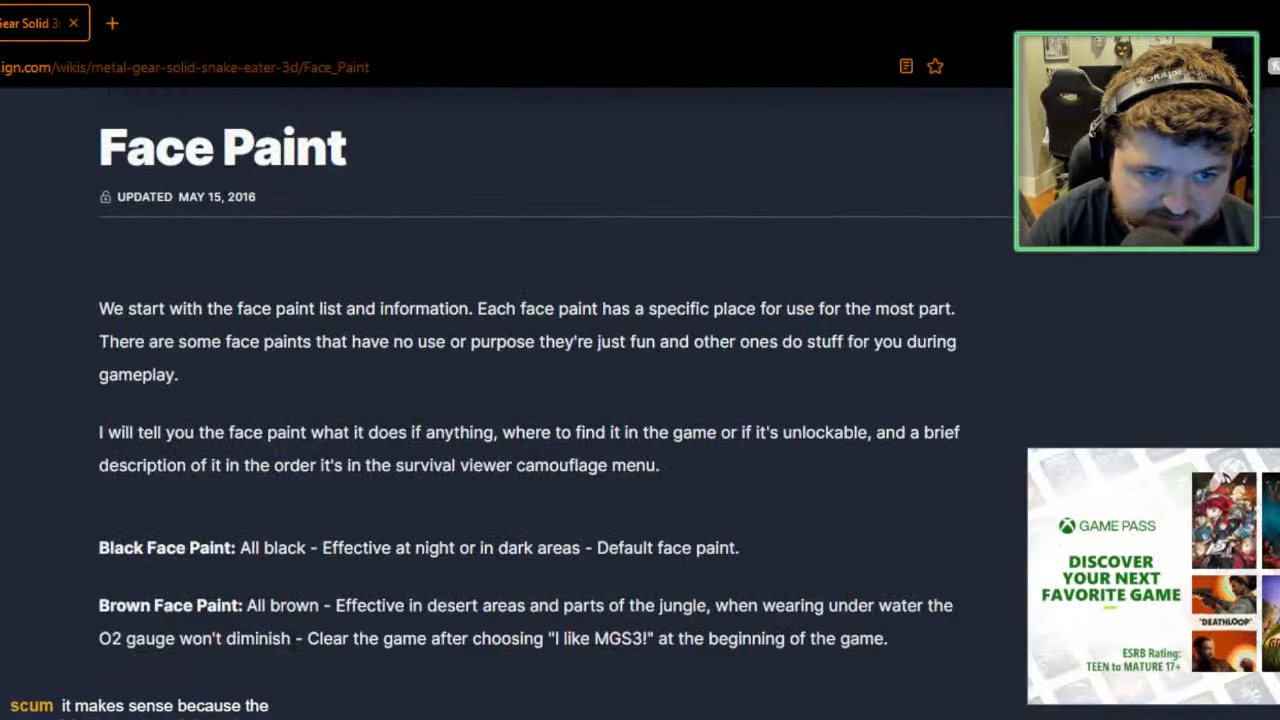 Gear Solid 3:
ign.com/wikis/metal-gear-solid-snake-eater-3d/Face_Paint
Face Paint
UPDATED MAY 15, 2016
We start with the face paint list and information. Each face paint has a specific place for use for the most part.
There are some face paints that have no use or purpose they're just fun and other ones do stuff for you during
gameplay.
I will tell you the face paint what it does if anything, where to find it in the game or if it's unlockable, and a brief
description of it in the order it's in the survival viewer camouflage menu.
Black Face Paint: All black - Effective at night or in dark areas - Default face paint.
Brown Face Paint: All brown - Effective in desert areas and parts of the jungle, when wearing under water the
O2 gauge won't diminish - Clear the game after choosing "I like MGS3!" at the beginning of the game.
GAME PASS
DISCOVER
YOUR NEXT
FAVORITE GAME
"DEATHLOOP"
ESRB Rating:
TEEN to MATURE 17+
scum it makes sense because the